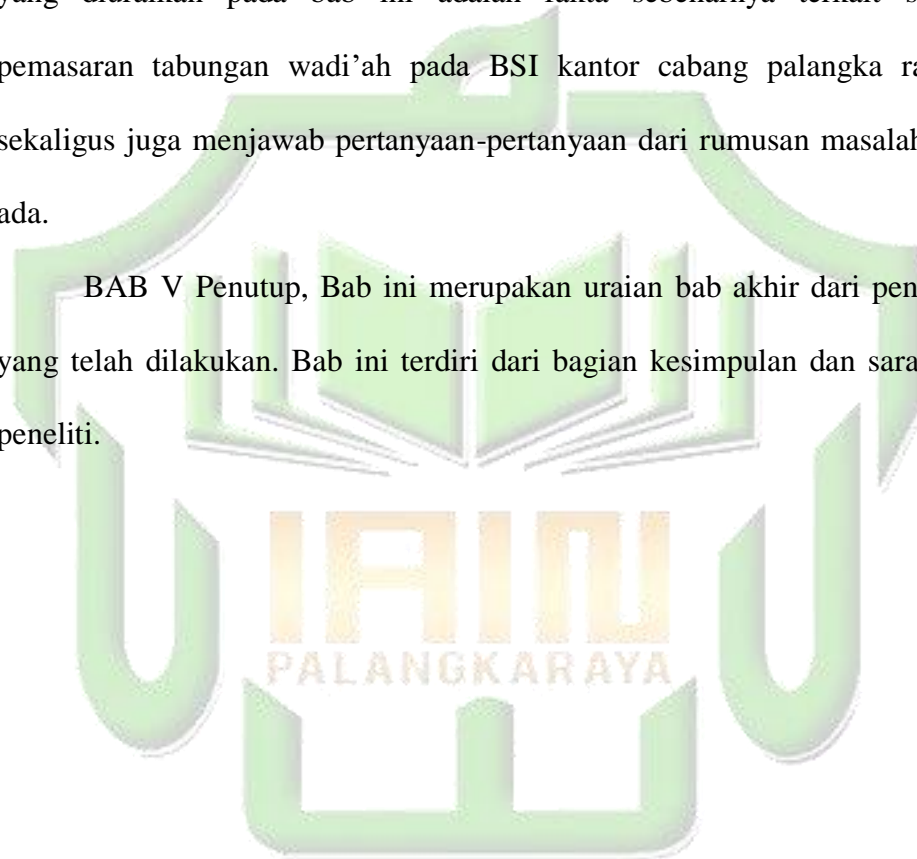 yang diuraikan pada bab ini adalah fakta sebenarnya terkait
pemasaran tabungan wadi’ah pada BSI kantor cabang palangka ra
sekaligus juga menjawab pertanyaan-pertanyaan dari rumusan masalah
ada.
BAB V Penutup, Bab ini merupakan uraian bab akhir dari pen
yang telah dilakukan. Bab ini terdiri dari bagian kesimpulan dan sara
peneliti.
IAIN
PALANGKARAYA